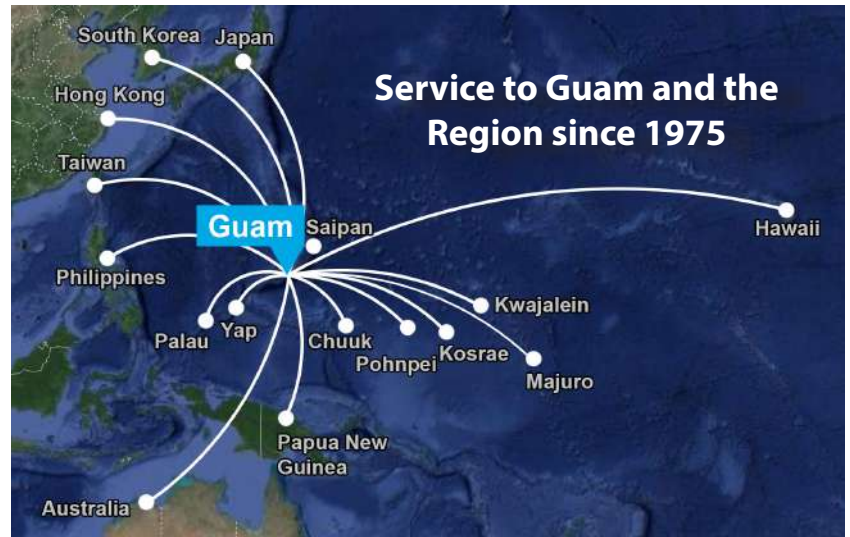 South Korea
Japan
Service to Guam and the
Region since 1975
Hong Kong
Taiwan
Guam
Saipan
Hawaii
Philippines
Kwajalein
Palau
Yap
Chuuk
Pohnpei
Kosrae
Majuro
Papua New
Guinea
Australia